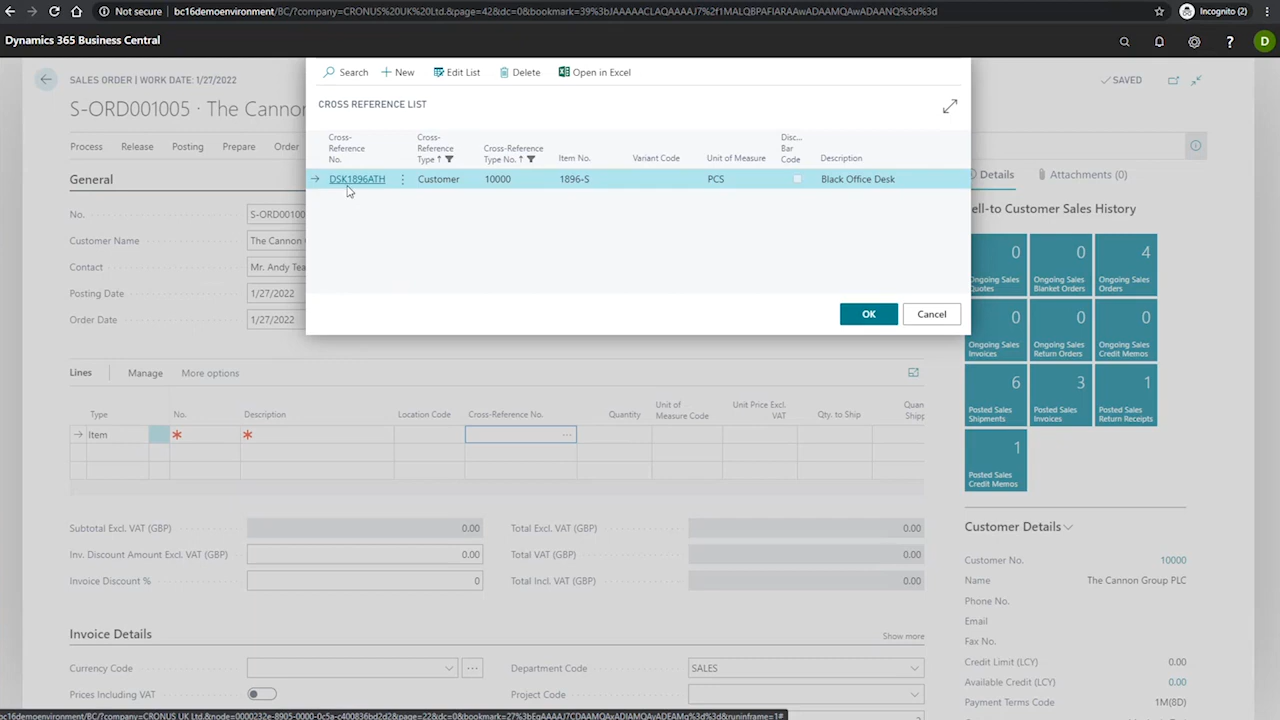 Not secure | bc16demoenvironment/BC/?company=CRONUS%20UK%20Ltd.&page=42&dc=0&bookmark=39%3bJAAAAACLAQAAAAJ7%2f1MALQBPAFIARAAwADAAMQAwADAANQ%3d%3d
Incognito (2)
Dynamics 365 Business Central
D
SALES ORDER | WORK DATE: 1/27/2022
SAVED
S-ORD001005 · The Cannon
Process Release Posting Prepare Order
Search New Edit List Delete Open in Excel
CROSS REFERENCE LIST
Cross-Reference No. Cross-Reference Type ↑ Cross-Reference Type No. ↑ Item No. Variant Code Unit of Measure Disc... Bar Code Description
DSK1896ATH Customer 10000 1896-S PCS Black Office Desk
OK Cancel
General
No. S-ORD00100
Customer Name The Cannon
Contact Mr. Andy Tea
Posting Date 1/27/2022
Order Date 1/27/2022
Details Attachments (0)
ell-to Customer Sales History
0 0 4
Ongoing Sales Quotes Ongoing Sales Blanket Orders Ongoing Sales Orders
0 0 0
Ongoing Sales Invoices Ongoing Sales Return Orders Ongoing Sales Credit Memos
6 3 1
Posted Sales Shipments Posted Sales Invoices Posted Sales Return Receipts
1
Posted Sales Credit Memos
Lines Manage More options
Type No. Description Location Code Cross-Reference No. Quantity Unit of Measure Code Unit Price Excl. VAT Qty. to Ship Quan Shipp
Item * *
Subtotal Excl. VAT (GBP) 0.00 Total Excl. VAT (GBP) 0.00
Inv. Discount Amount Excl. VAT (GBP) 0.00 Total VAT (GBP) 0.00
Invoice Discount % 0 Total Incl. VAT (GBP) 0.00
Invoice Details Show more
Currency Code Department Code SALES
Prices Including VAT Project Code
Customer Details
Customer No. 10000
Name The Cannon Group PLC
Phone No.
Email
Fax No.
Credit Limit (LCY) 0.00
Available Credit (LCY) 0.00
Payment Terms Code 1M(8D)